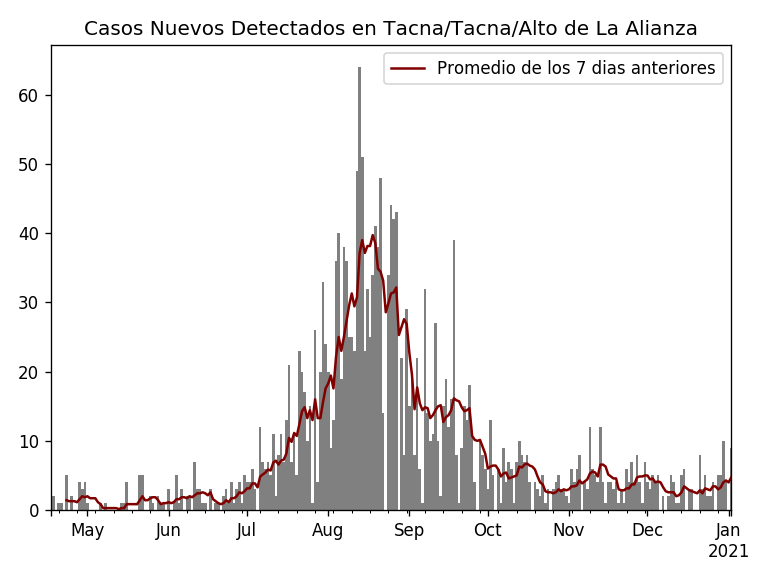 Casos Nuevos Detectados en Tacna/Tacna/Alto de La Alianza
Promedio de los 7 dias anteriores
60
50
40
30
20
10
0
May Jun Jul Aug Sep Oct Nov Dec Jan
2021